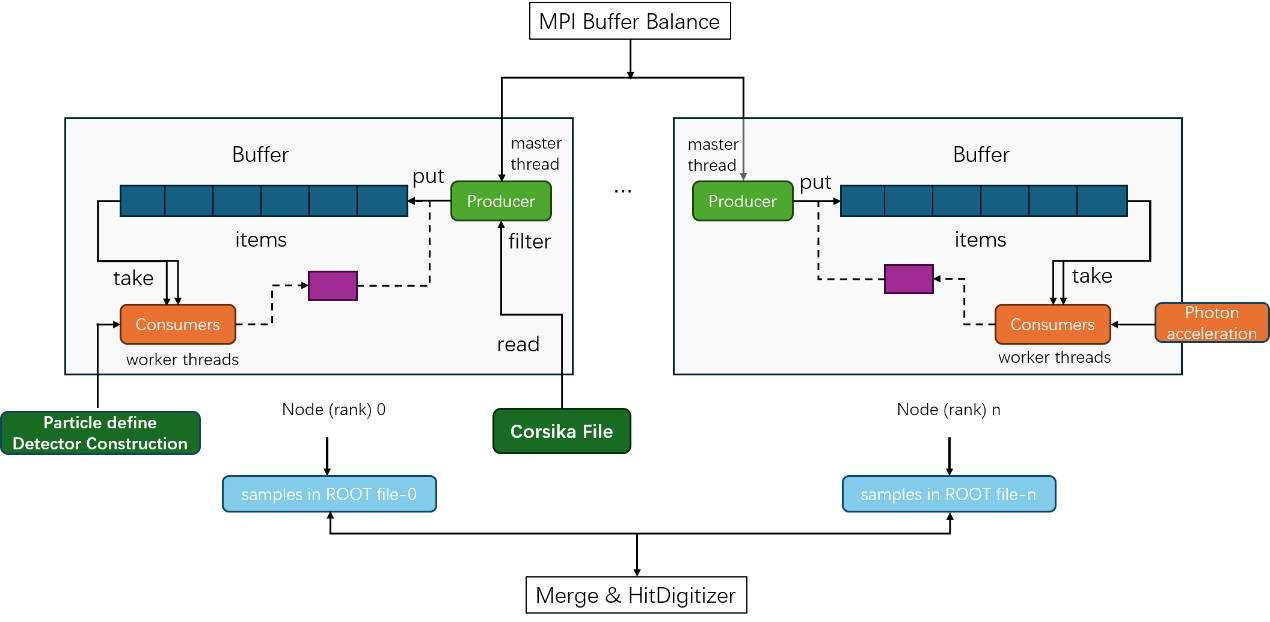 MPI Buffer Balance
Buffer
master
thread
put
Producer
items
filter
take
Consumers
worker threads
read
Particle define
Detector Construction
Corsika File
Node (rank) 0
samples in ROOT file-0
...
master
thread
Buffer
Producer
put
items
take
Consumers
worker threads
Photon
acceleration
Node (rank) n
samples in ROOT file-n
Merge & HitDigitizer